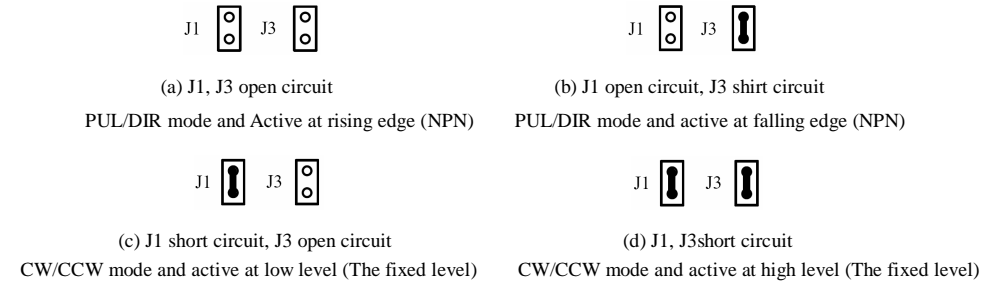 J1 J3 J1 J3
(a) J1, J3 open circuit (b) J1 open circuit, J3 shirt circuit
PUL/DIR mode and Active at rising edge (NPN) PUL/DIR mode and active at falling edge (NPN)
J1 J3 J1 J3
(c) J1 short circuit, J3 open circuit (d) J1, J3short circuit
CW/CCW mode and active at low level (The fixed level) CW/CCW mode and active at high level (The fixed level)